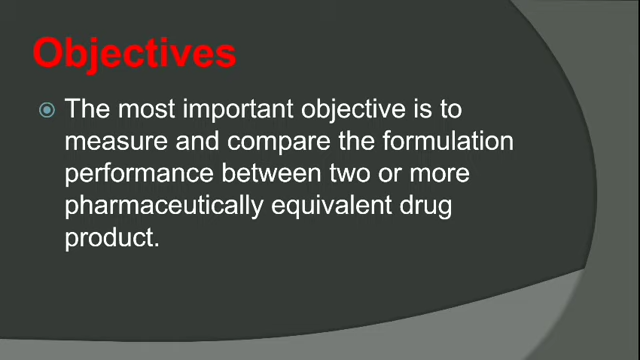 Objectives
The most important objective is to
measure and compare the formulation
performance between two or more
pharmaceutically equivalent drug
product.